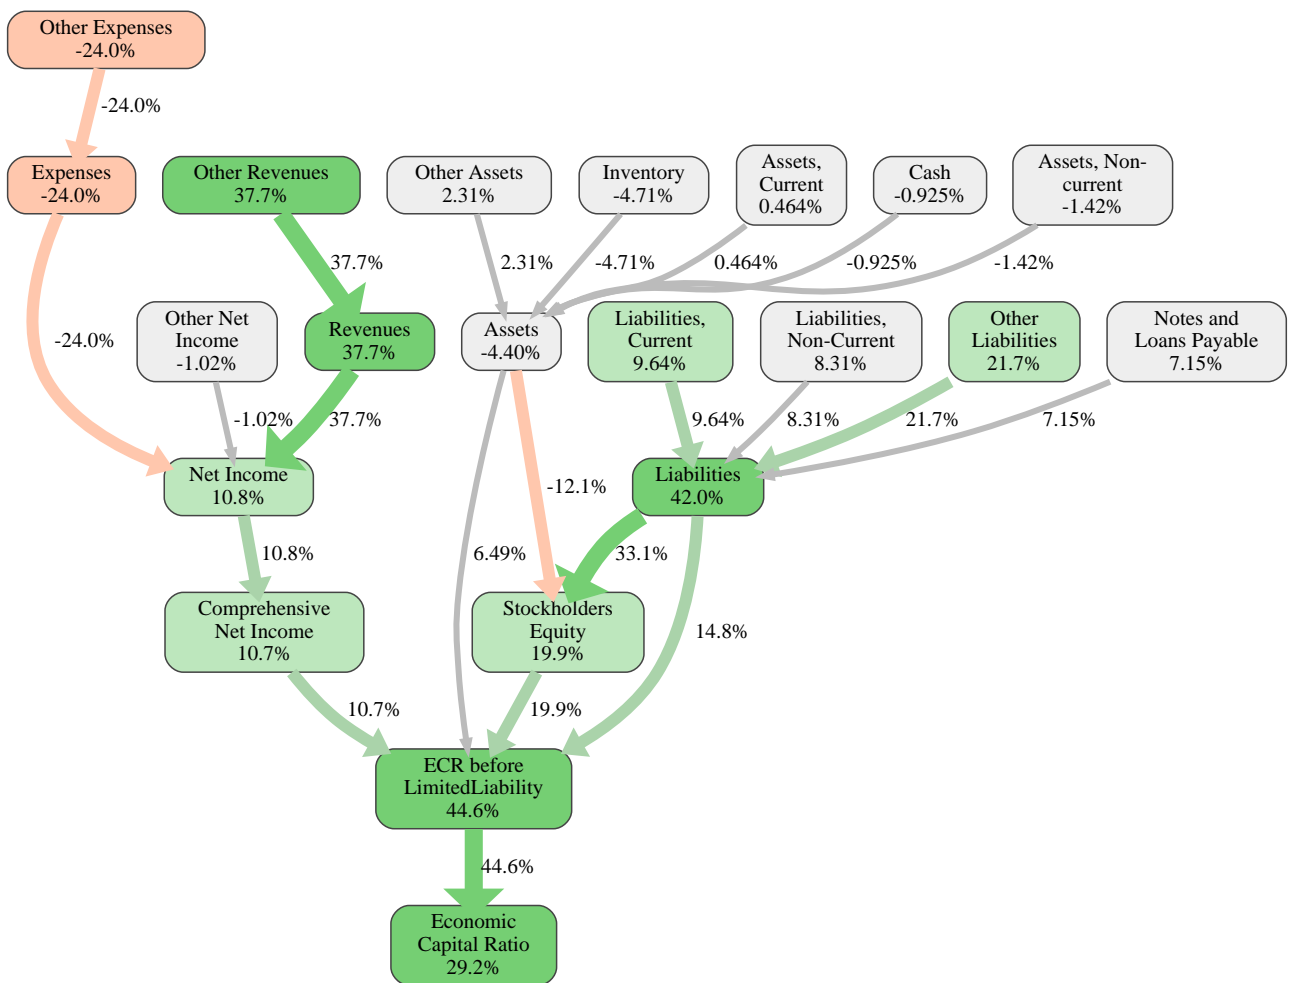 Other Expenses
-24.0%
-24.0%
Expenses
-24.0%
Other Revenues
37.7%
Other Assets
2.31%
Inventory
-4.71%
Assets,
Current
0.464%
Cash
-0.925%
Assets, Non-
current
-1.42%
37.7%
2.31%
-4.71%
0.464%
-0.925%
-1.42%
-24.0%
Other Net
Income
-1.02%
Revenues
37.7%
Assets
-4.40%
Liabilities,
Current
9.64%
Liabilities,
Non-Current
8.31%
Other
Liabilities
21.7%
Notes and
Loans Payable
7.15%
-1.02%
37.7%
9.64%
8.31%
21.7%
7.15%
Net Income
10.8%
-12.1%
Liabilities
42.0%
10.8%
6.49%
33.1%
Comprehensive
Net Income
10.7%
Stockholders
Equity
19.9%
14.8%
10.7%
19.9%
ECR before
LimitedLiability
44.6%
44.6%
Economic
Capital Ratio
29.2%